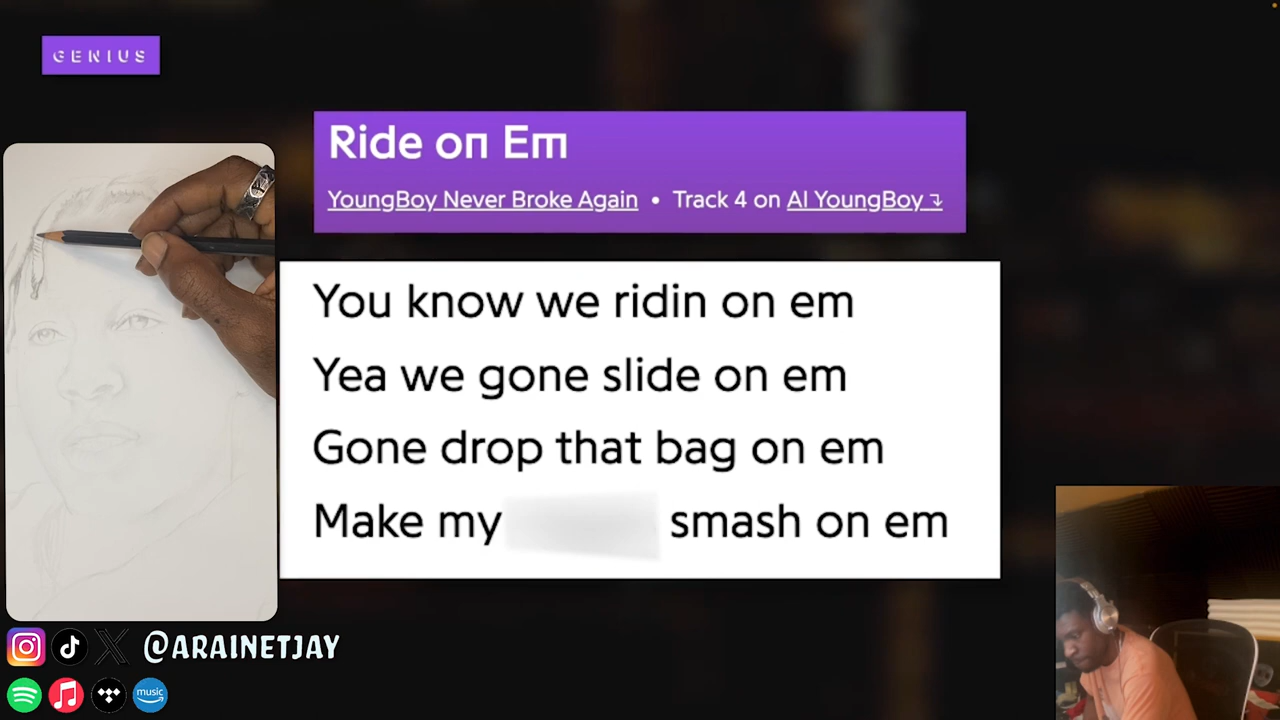 GENIUS
Ride on Em
YoungBoy Never Broke Again • Track 4 on AI YoungBoy
You know we ridin on em
Yea we gone slide on em
Gone drop that bag on em
Make my smash on em
@ARAINETJAY
music